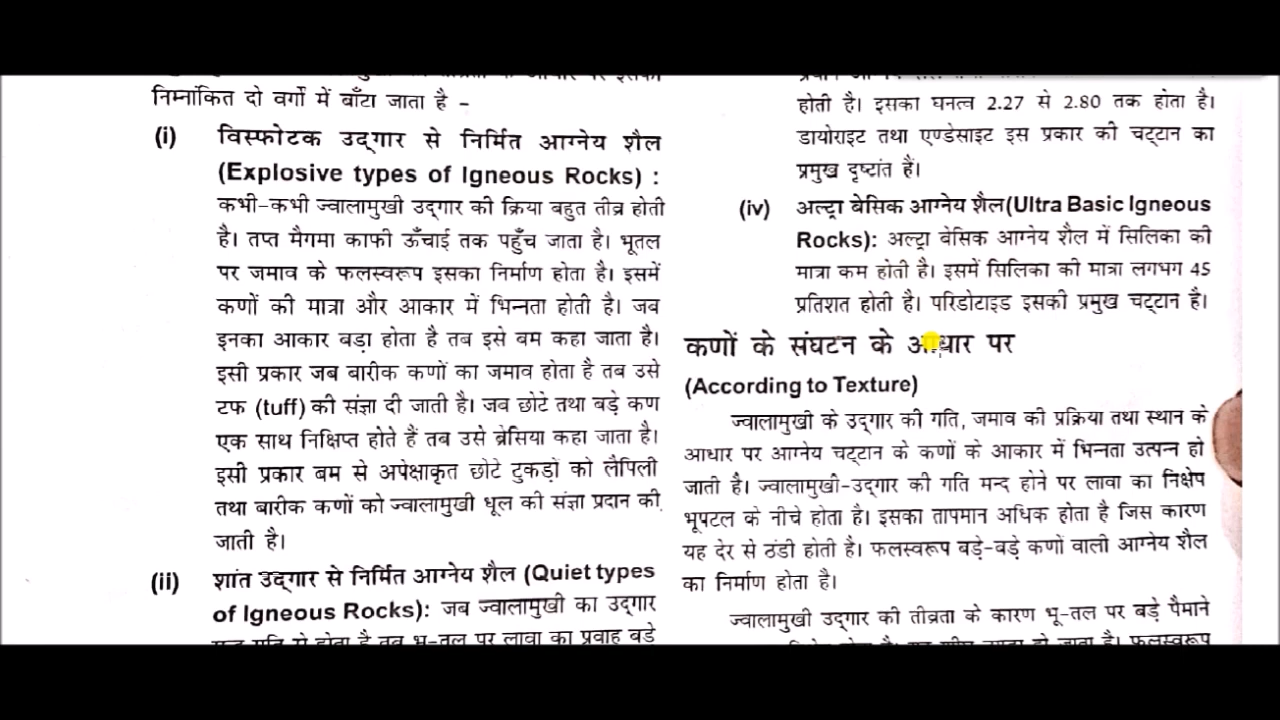 निम्नांकित दो वर्गो में बाँटा जाता है –
(i) विस्फोटक उद्‌गार से निर्मित आग्नेय शैल
(Explosive types of Igneous Rocks) :
कभी-कभी ज्वालामुखी उद्‌गार की क्रिया बहुत तीव्र होती
है। तप्त मैगमा काफी ऊँचाई तक पहुँच जाता है। भूतल
पर जमाव के फलस्वरूप इसका निर्माण होता है। इसमें
कणों की मात्रा और आकार में भिन्नता होती है। जब
इनका आकार बड़ा होता है तब इसे बम कहा जाता है।
इसी प्रकार जब बारीक कणों का जमाव होता है तब उसे
टफ (tuff) की संज्ञा दी जाती है। जब छोटे तथा बड़े कण
एक साथ निक्षिप्त होते हैं तब उसे ब्रेसिया कहा जाता है।
इसी प्रकार बम से अपेक्षाकृत छोटे टुकड़ों को लैपिली
तथा बारीक कणों को ज्वालामुखी धूल की संज्ञा प्रदान की
जाती है।
(ii) शांत उद्‌गार से निर्मित आग्नेय शैल (Quiet types
of Igneous Rocks): जब ज्वालामुखी का उद्‌गार
होता है तब भू-तल पर लावा का प्रवाह बड़े
होती है। इसका घनत्व 2.27 से 2.80 तक होता है।
डायोराइट तथा एण्डेसाइट इस प्रकार की चट्टान का
प्रमुख दृष्टांत हैं।
(iv) अल्ट्रा बेसिक आग्नेय शैल(Ultra Basic Igneous
Rocks): अल्ट्रा बेसिक आग्नेय शैल में सिलिका की
मात्रा कम होती है। इसमें सिलिका की मात्रा लगभग 45
प्रतिशत होती है। परिडोटाइड इसकी प्रमुख चट्टान है।
कणों के संघटन के आधार पर
(According to Texture)
ज्वालामुखी के उद्‌गार की गति, जमाव की प्रक्रिया तथा स्थान के
आधार पर आग्नेय चट्टान के कणों के आकार में भिन्नता उत्पन्न हो
जाती है। ज्वालामुखी-उद्‌गार की गति मन्द होने पर लावा का निक्षेप
भूपटल के नीचे होता है। इसका तापमान अधिक होता है जिस कारण
यह देर से ठंडी होती है। फलस्वरूप बड़े-बड़े कणों वाली आग्नेय शैल
का निर्माण होता है।
ज्वालामुखी उद्‌गार की तीव्रता के कारण भू-तल पर बड़े पैमाने
जाता है। फलस्वरूप